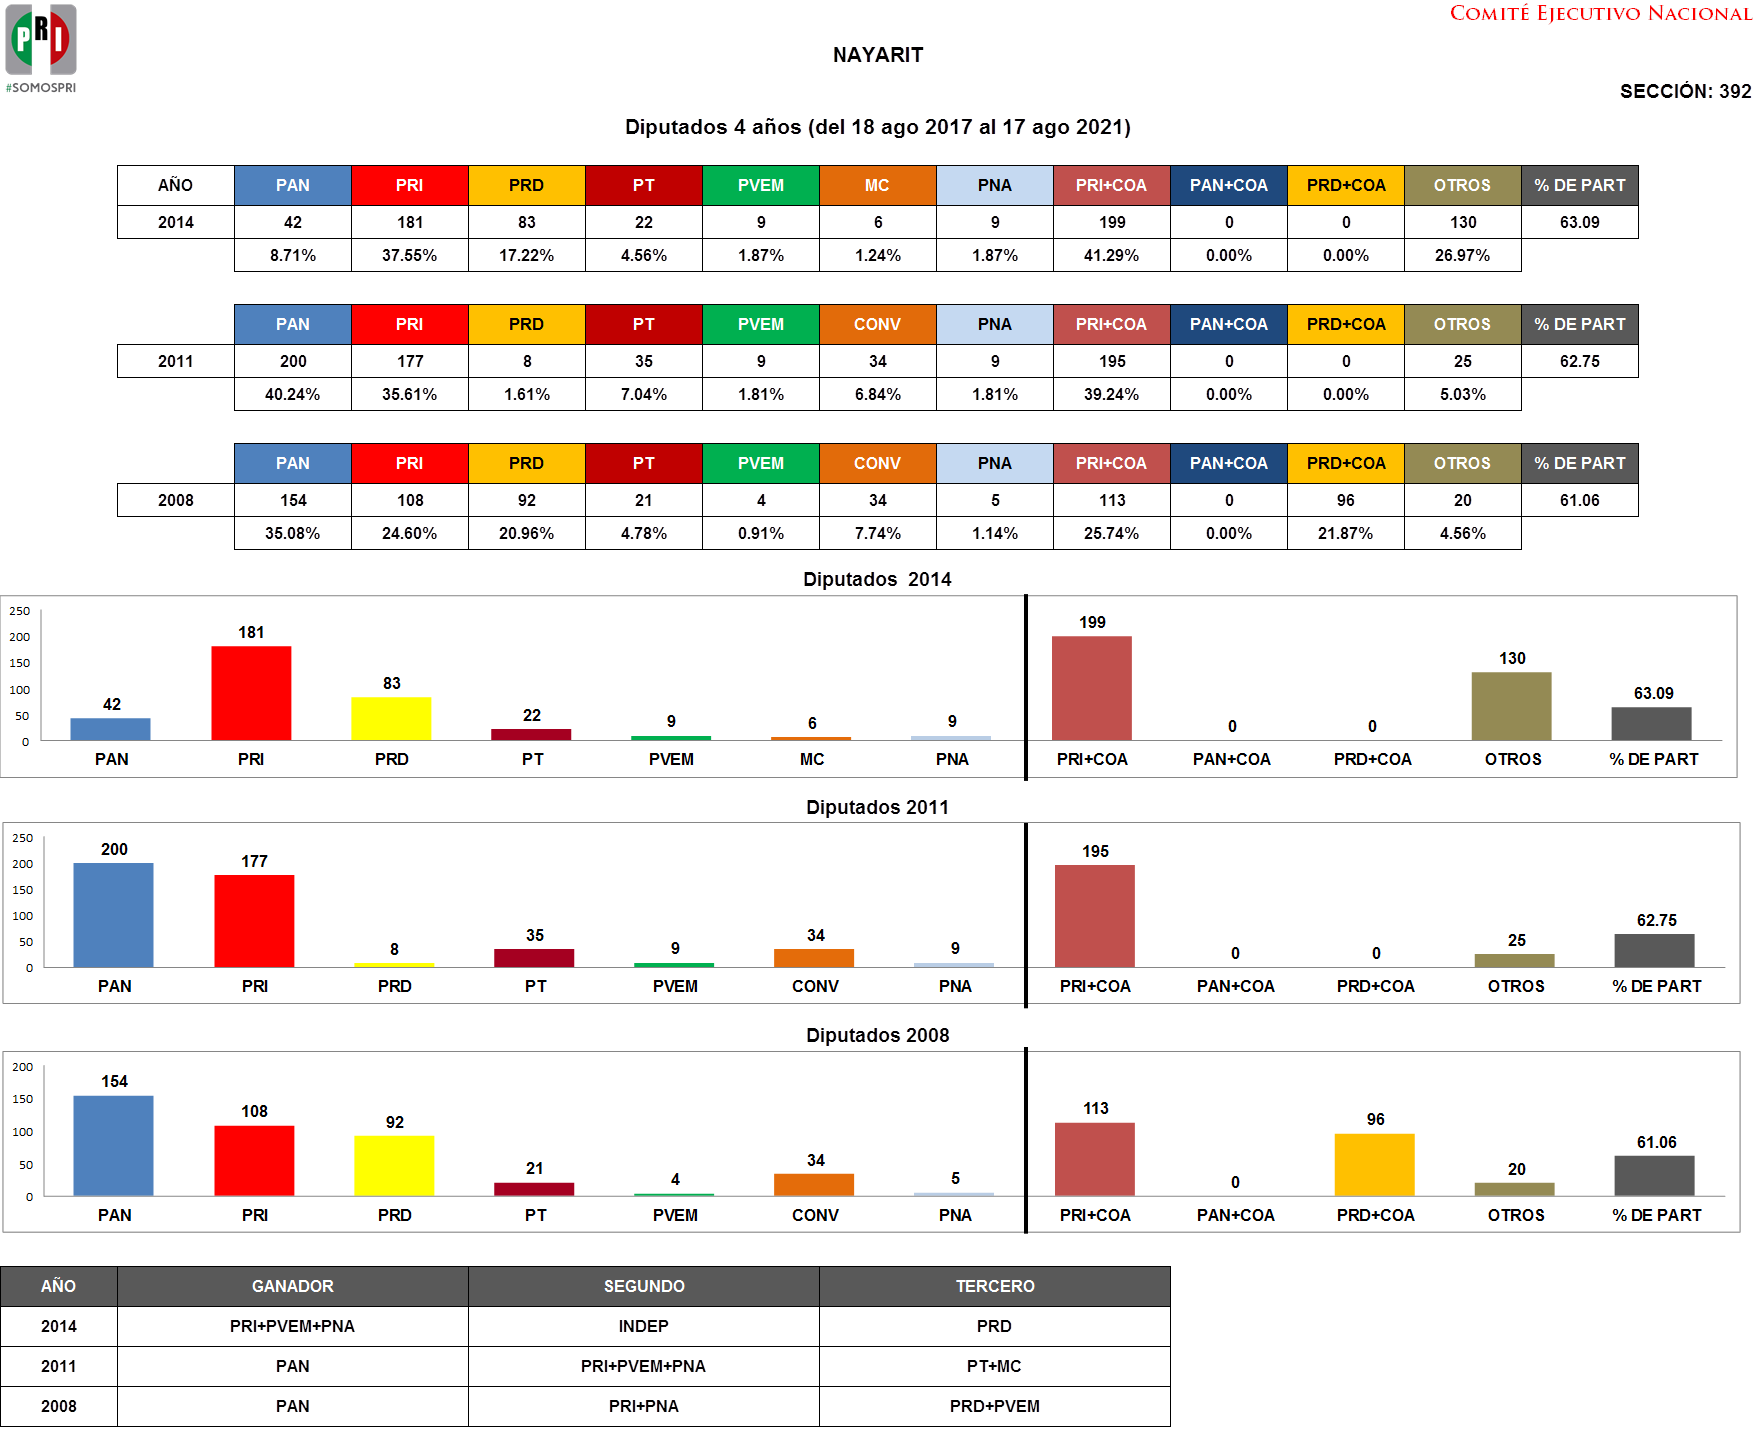 PRI
#SOMOSPRI
COMITÉ EJECUTIVO NACIONAL
NAYARIT
SECCIÓN: 392
Diputados 4 años (del 18 ago 2017 al 17 ago 2021)
AÑO PAN PRI PRD PT PVEM MC PNA PRI+COA PAN+COA PRD+COA OTROS % DE PART
2014 42 181 83 22 9 6 9 199 0 0 130 63.09
8.71% 37.55% 17.22% 4.56% 1.87% 1.24% 1.87% 41.29% 0.00% 0.00% 26.97%
PAN PRI PRD PT PVEM CONV PNA PRI+COA PAN+COA PRD+COA OTROS % DE PART
2011 200 177 8 35 9 34 9 195 0 0 25 62.75
40.24% 35.61% 1.61% 7.04% 1.81% 6.84% 1.81% 39.24% 0.00% 0.00% 5.03%
PAN PRI PRD PT PVEM CONV PNA PRI+COA PAN+COA PRD+COA OTROS % DE PART
2008 154 108 92 21 4 34 5 113 0 96 20 61.06
35.08% 24.60% 20.96% 4.78% 0.91% 7.74% 1.14% 25.74% 0.00% 21.87% 4.56%
Diputados 2014
250
200
150
100
50
0
42 181 83 22 9 6 9 199 0 0 130 63.09
PAN PRI PRD PT PVEM MC PNA PRI+COA PAN+COA PRD+COA OTROS % DE PART
Diputados 2011
250
200
150
100
50
0
200 177 8 35 9 34 9 195 0 0 25 62.75
PAN PRI PRD PT PVEM CONV PNA PRI+COA PAN+COA PRD+COA OTROS % DE PART
Diputados 2008
200
150
100
50
0
154 108 92 21 4 34 5 113 0 96 20 61.06
PAN PRI PRD PT PVEM CONV PNA PRI+COA PAN+COA PRD+COA OTROS % DE PART
AÑO GANADOR SEGUNDO TERCERO
2014 PRI+PVEM+PNA INDEP PRD
2011 PAN PRI+PVEM+PNA PT+MC
2008 PAN PRI+PNA PRD+PVEM